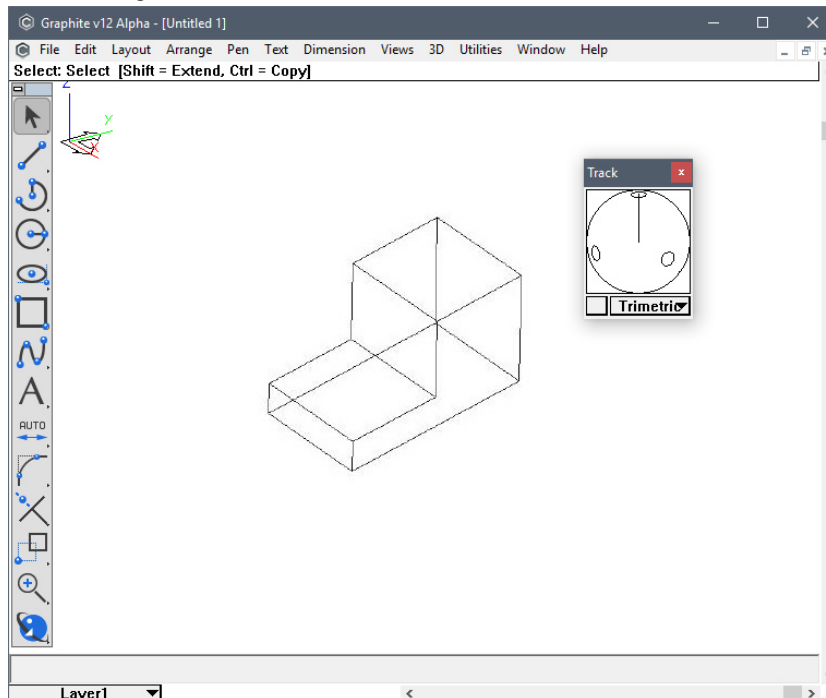 Graphite v12 Alpha - [Untitled 1]
File Edit Layout Arrange Pen Text Dimension Views 3D Utilities Window Help
Select: Select [Shift = Extend, Ctrl = Copy]
Z
Y
X
Track
Trimetric
A
AUTO
Layer1